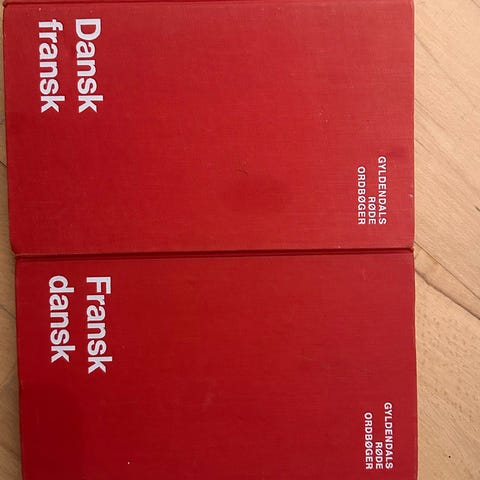 Dansk
fransk
GYLDENDALS
RØDE
ORDBØGER
Fransk
dansk
GYLDENDALS
RØDE
ORDBØGER